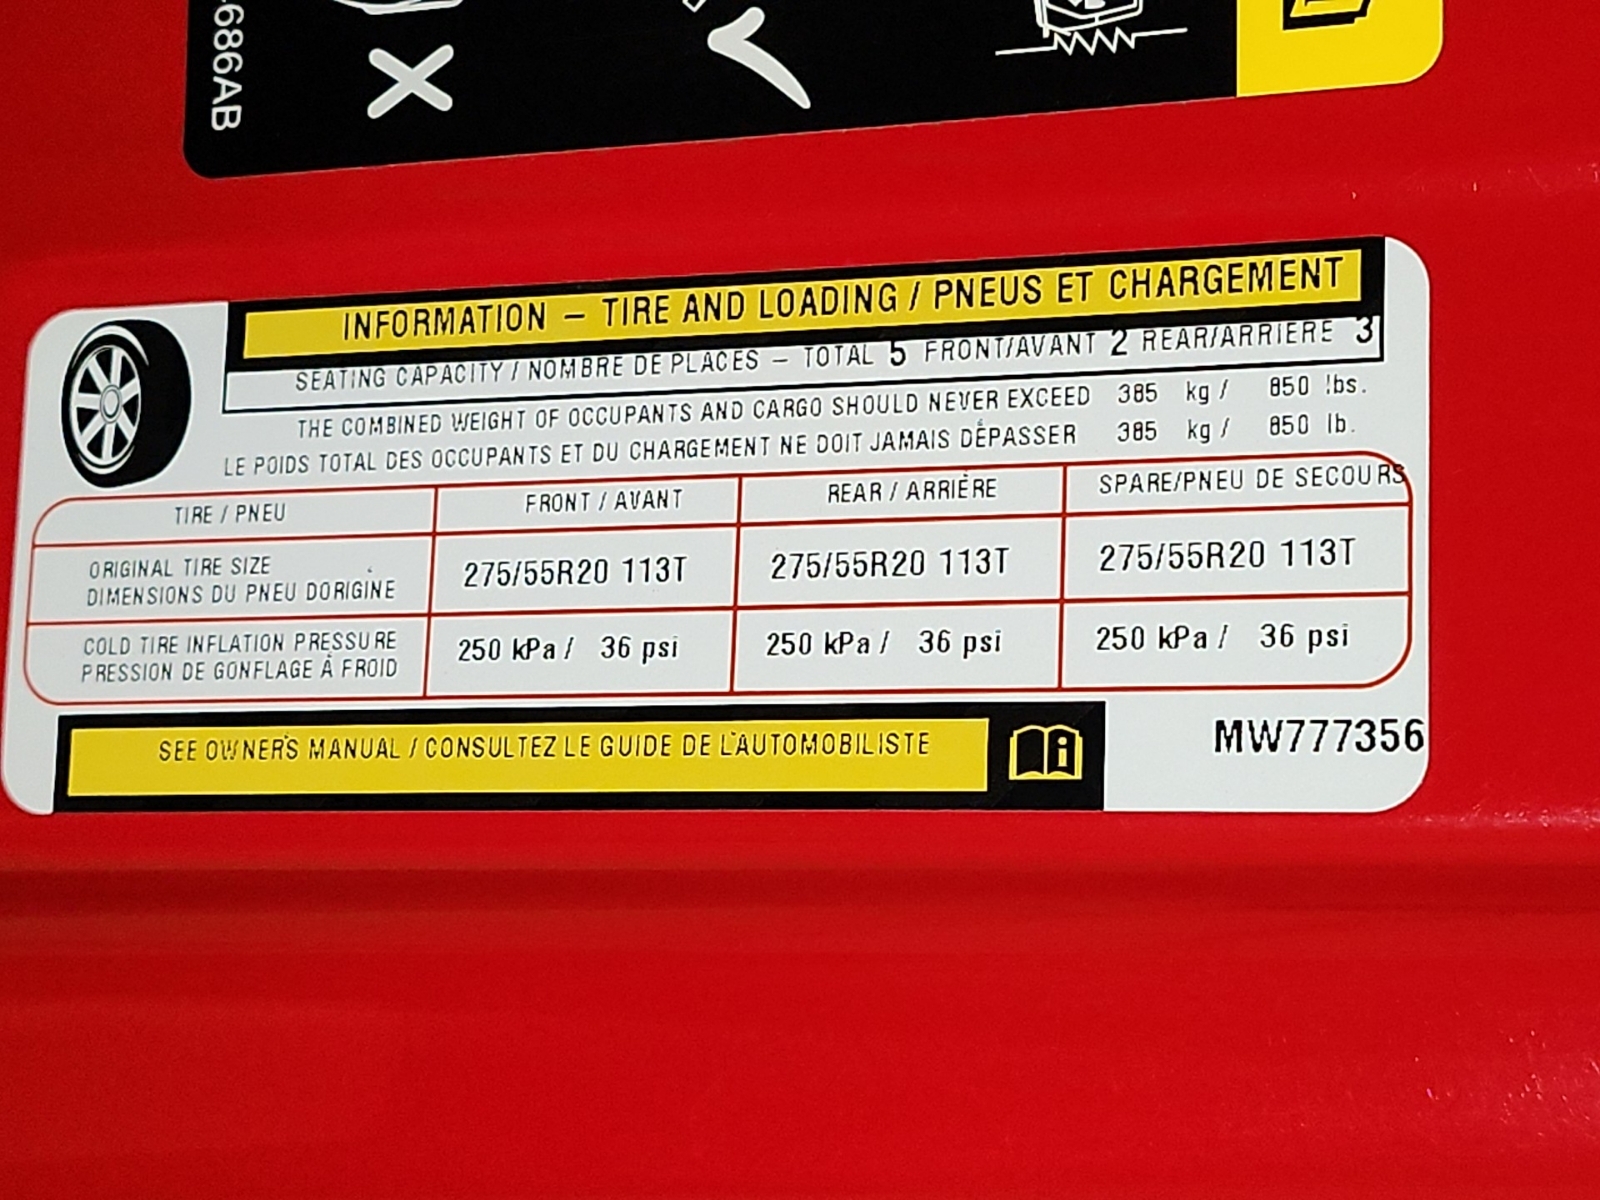 -686AB
INFORMATION – TIRE AND LOADING / PNEUS ET CHARGEMENT
SEATING CAPACITY / NOMBRE DE PLACES – TOTAL 5 FRONT/AVANT 2 REAR/ARRIÈRE 3
THE COMBINED WEIGHT OF OCCUPANTS AND CARGO SHOULD NEVER EXCEED 385 kg / 850 lbs.
LE POIDS TOTAL DES OCCUPANTS ET DU CHARGEMENT NE DOIT JAMAIS DÉPASSER 385 kg / 850 lb.
TIRE / PNEU FRONT / AVANT REAR / ARRIÈRE SPARE/PNEU DE SECOURS
ORIGINAL TIRE SIZE
DIMENSIONS DU PNEU D'ORIGINE 275/55R20 113T 275/55R20 113T 275/55R20 113T
COLD TIRE INFLATION PRESSURE
PRESSION DE GONFLAGE À FROID 250 kPa / 36 psi 250 kPa / 36 psi 250 kPa / 36 psi
SEE OWNER'S MANUAL / CONSULTEZ LE GUIDE DE L'AUTOMOBILISTE
MW777356